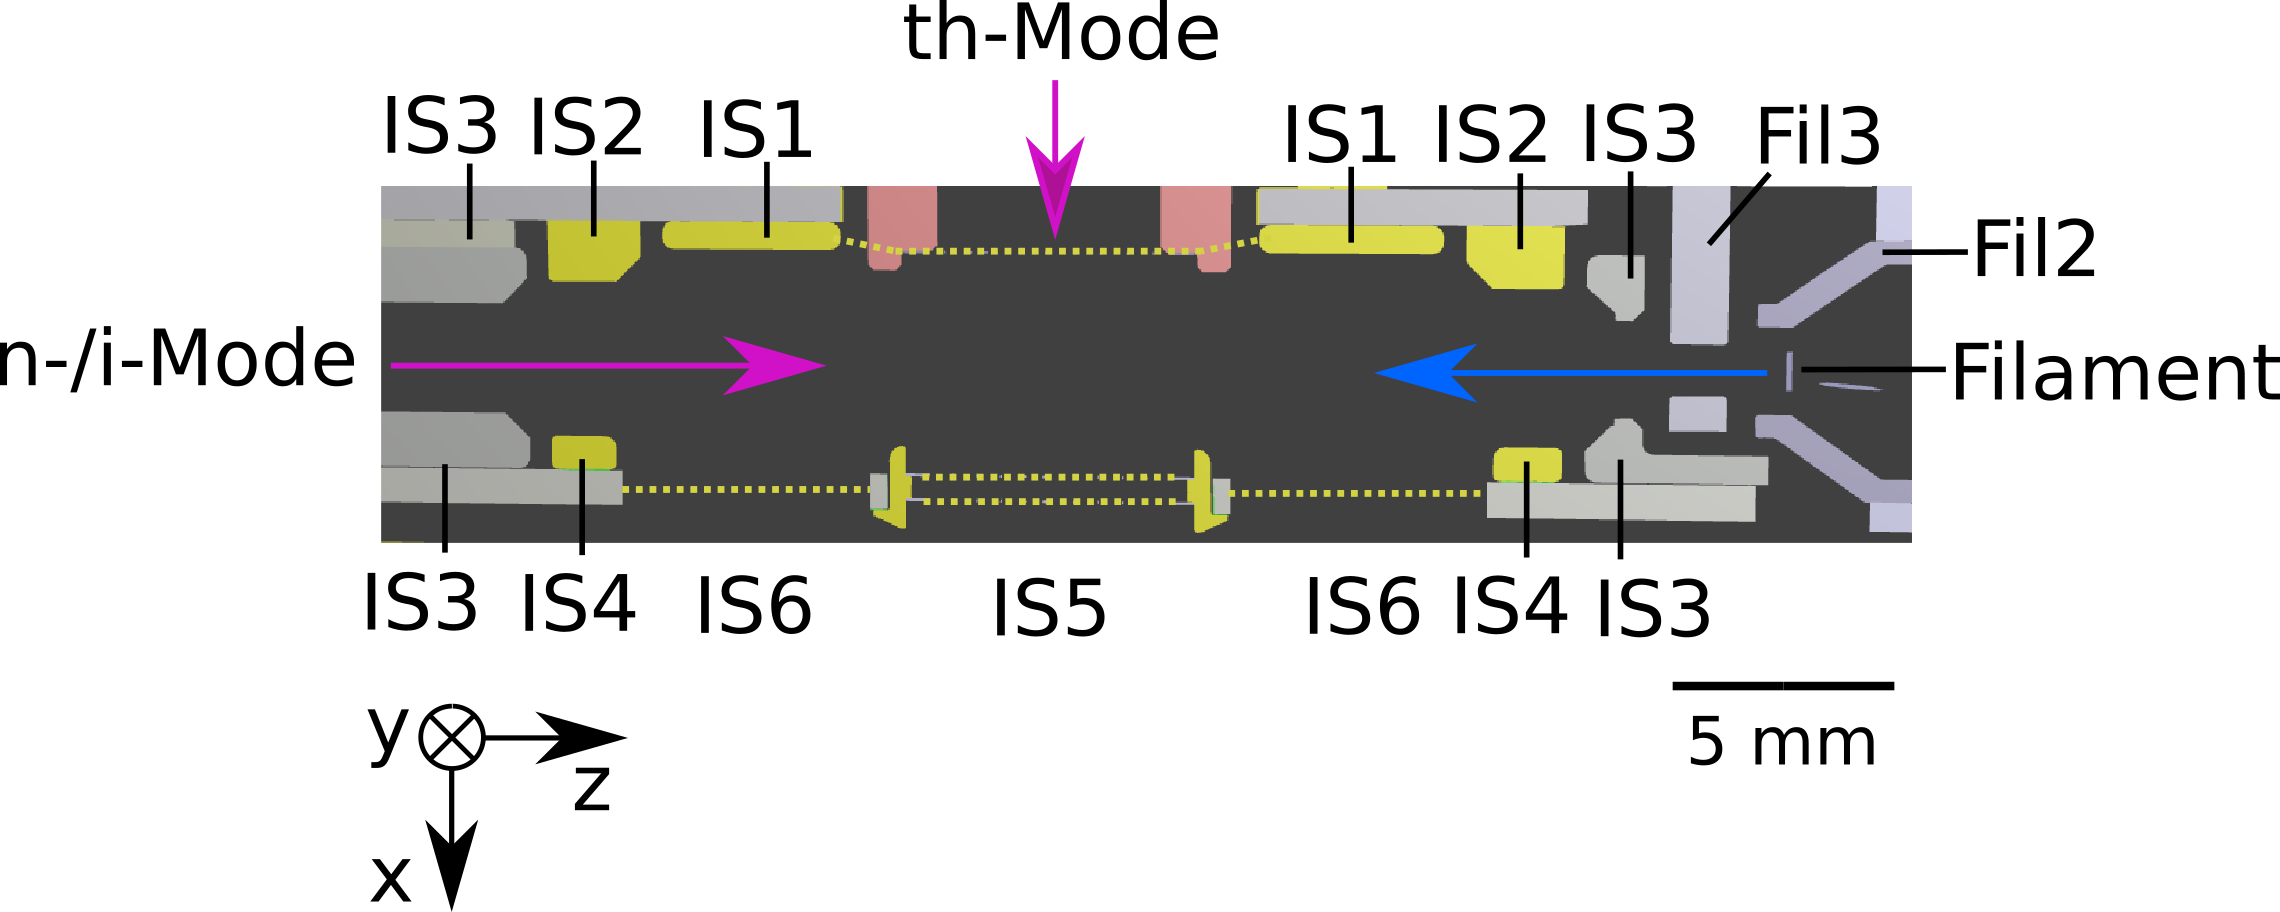 th-Mode
IS3 IS2 IS1 IS1 IS2 IS3 Fil3
Fil2
n-/i-Mode
Filament
IS3 IS4 IS6 IS5 IS6 IS4 IS3
y
z
5 mm
x